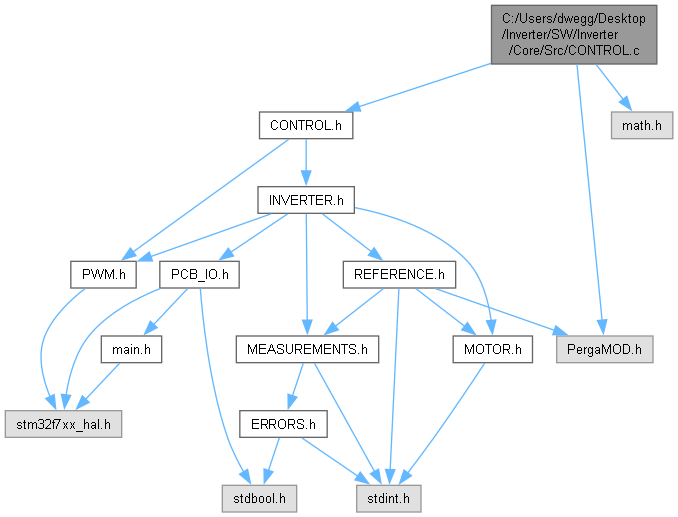 C:/Users/dwegg/Desktop
/Inverter/SW/Inverter
/Core/Src/CONTROL.c
CONTROL.h
math.h
INVERTER.h
PWM.h
PCB_IO.h
REFERENCE.h
main.h
MEASUREMENTS.h
MOTOR.h
PergaMOD.h
stm32f7xx_hal.h
ERRORS.h
stdbool.h
stdint.h